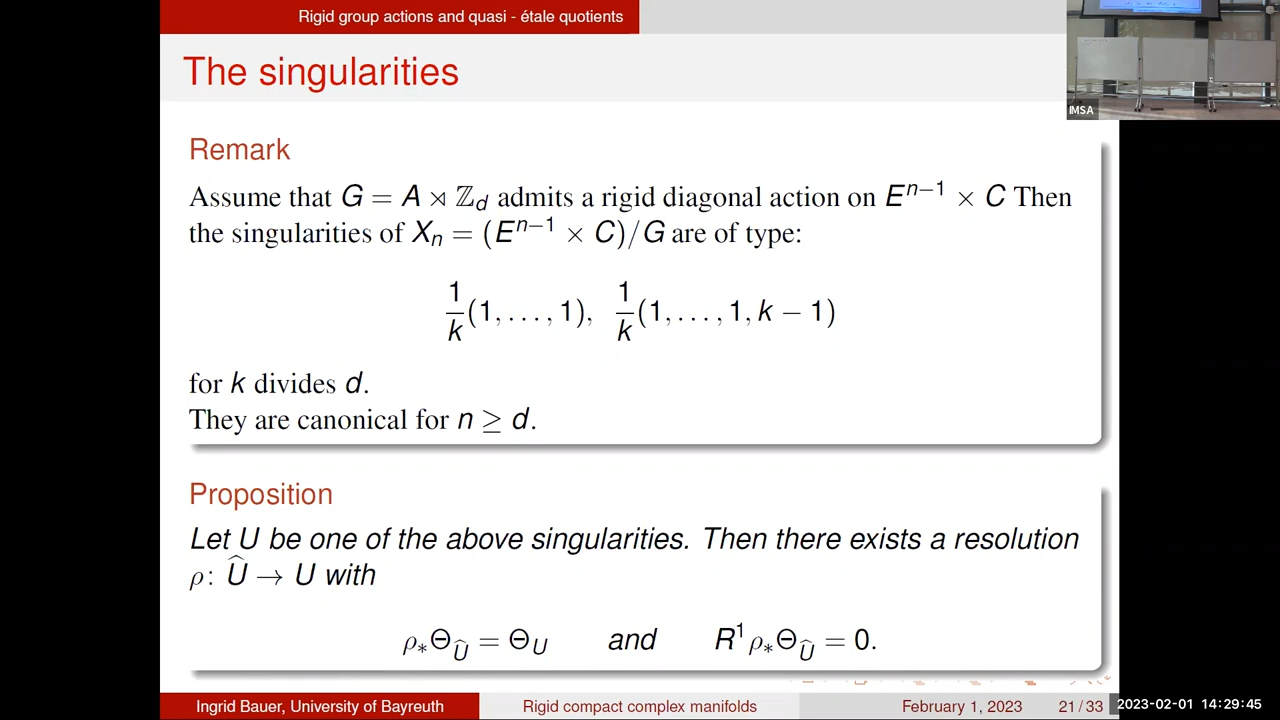 Rigid group actions and quasi - étale quotients
The singularities
IMSA
Remark
Assume that G = A ⋊ ℤ_d admits a rigid diagonal action on E^{n−1} × C Then
the singularities of X_n = (E^{n−1} × C)/G are of type:
1/k(1, . . . , 1), 1/k(1, . . . , 1, k − 1)
for k divides d.
They are canonical for n ≥ d.
Proposition
Let U be one of the above singularities. Then there exists a resolution
ρ: Û → U with
ρ_*Θ_Û = Θ_U and R^1ρ_*Θ_Û = 0.
Ingrid Bauer, University of Bayreuth Rigid compact complex manifolds February 1, 2023 21 / 33
2023-02-01 14:29:45